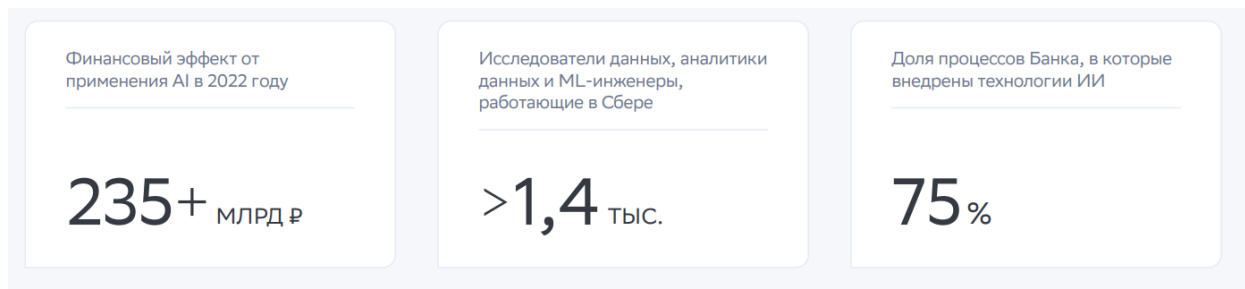 Финансовый эффект от
применения AI в 2022 году
235+ МЛРД ₽
Исследователи данных, аналитики
данных и ML-инженеры,
работающие в Сбере
>1,4 ТЫС.
Доля процессов Банка, в которые
внедрены технологии ИИ
75 %